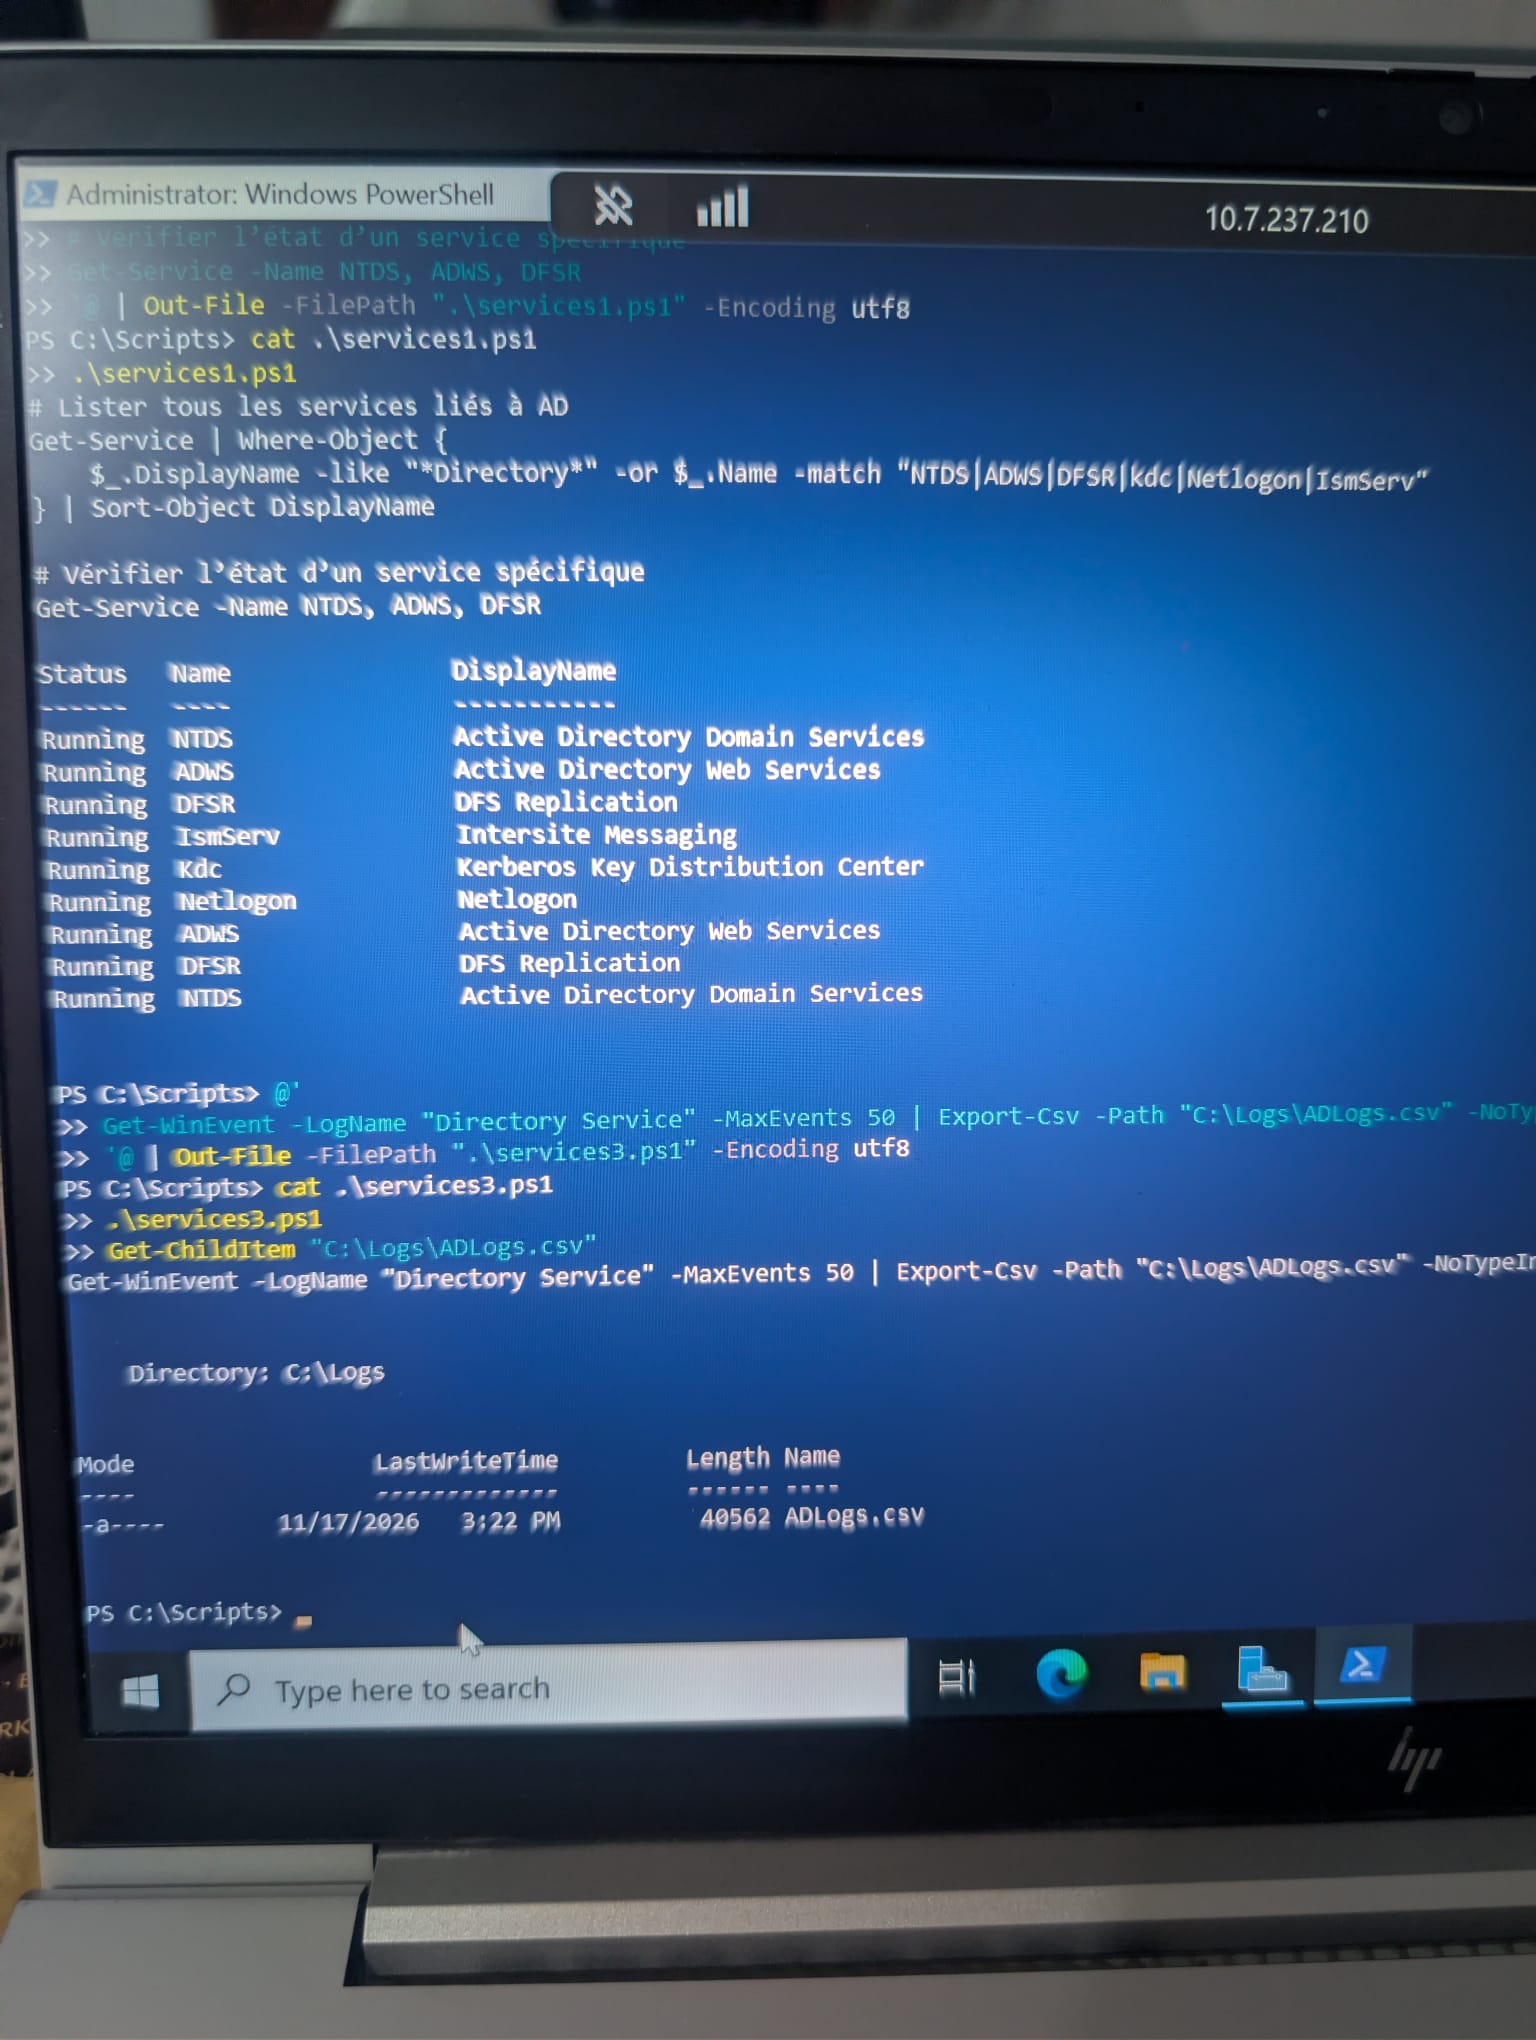 Administrator: Windows PowerShell
10.7.237.210
>> # Vérifier l’état d’un service spécifique
>> Get-Service -Name NTDS, ADWS, DFSR
>> '@ | Out-File -FilePath ".\services1.ps1" -Encoding utf8
PS C:\Scripts> cat .\services1.ps1
>> .\services1.ps1
# Lister tous les services liés à AD
Get-Service | Where-Object {
$_.DisplayName -like "*Directory*" -or $_.Name -match "NTDS|ADWS|DFSR|kdc|Netlogon|IsmServ"
} | Sort-Object DisplayName
# Vérifier l’état d’un service spécifique
Get-Service -Name NTDS, ADWS, DFSR
Status Name DisplayName
------ ---- -----------
Running NTDS Active Directory Domain Services
Running ADWS Active Directory Web Services
Running DFSR DFS Replication
Running IsmServ Intersite Messaging
Running Kdc Kerberos Key Distribution Center
Running Netlogon Netlogon
Running ADWS Active Directory Web Services
Running DFSR DFS Replication
Running NTDS Active Directory Domain Services
PS C:\Scripts> @'
>> Get-WinEvent -LogName "Directory Service" -MaxEvents 50 | Export-Csv -Path "C:\Logs\ADLogs.csv" -NoTy
>> '@ | Out-File -FilePath ".\services3.ps1" -Encoding utf8
PS C:\Scripts> cat .\services3.ps1
>> .\services3.ps1
>> Get-ChildItem "C:\Logs\ADLogs.csv"
Get-WinEvent -LogName "Directory Service" -MaxEvents 50 | Export-Csv -Path "C:\Logs\ADLogs.csv" -NoTypeIn
Directory: C:\Logs
Mode LastWriteTime Length Name
---- ------------- ------ ----
-a---- 11/17/2026 3:22 PM 40562 ADLogs.csv
PS C:\Scripts>
Type here to search
hp